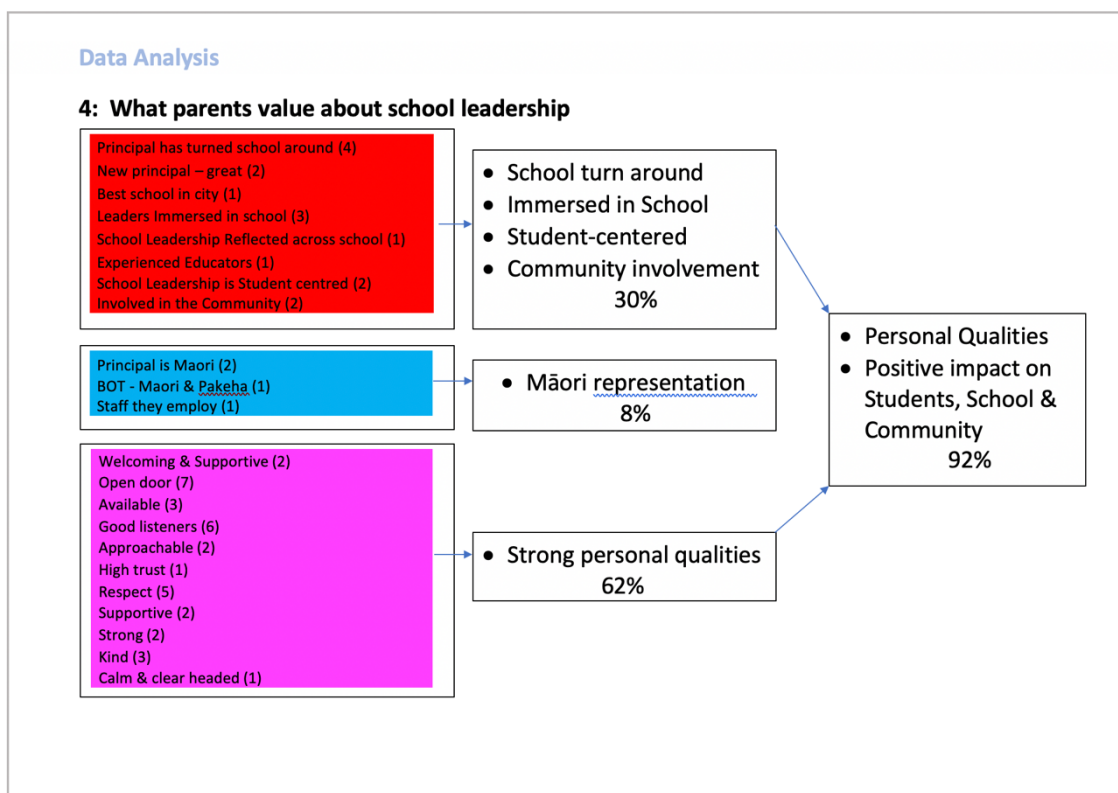 Data Analysis
4: What parents value about school leadership
Principal has turned school around (4)
New principal – great (2)
Best school in city (1)
Leaders Immersed in school (3)
School Leadership Reflected across school (1)
Experienced Educators (1)
School Leadership is Student centred (2)
Involved in the Community (2)
• School turn around
• Immersed in School
• Student-centered
• Community involvement
30%
Principal is Maori (2)
BOT - Maori & Pakeha (1)
Staff they employ (1)
• Māori representation
8%
Welcoming & Supportive (2)
Open door (7)
Available (3)
Good listeners (6)
Approachable (2)
High trust (1)
Respect (5)
Supportive (2)
Strong (2)
Kind (3)
Calm & clear headed (1)
• Strong personal qualities
62%
• Personal Qualities
• Positive impact on
Students, School &
Community
92%